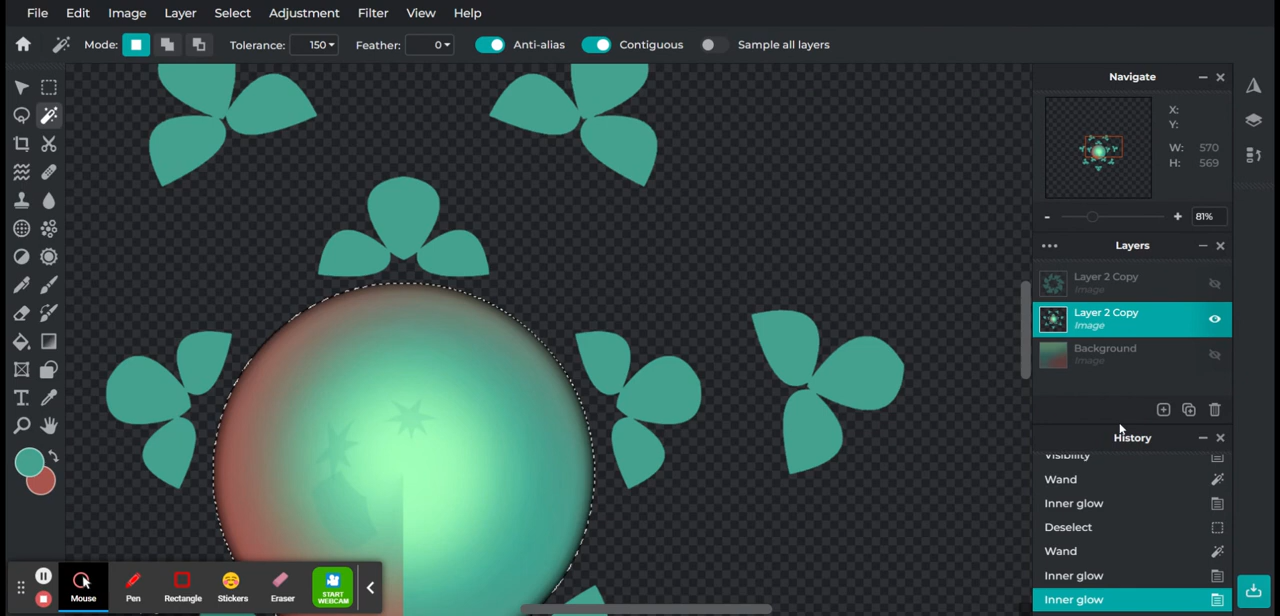 File Edit Image Layer Select Adjustment Filter View Help
Mode: Tolerance: 150 Feather: 0 Anti-alias Contiguous Sample all layers
Navigate
X:
Y:
W: 570
H: 569
- + 81%
Layers
Layer 2 Copy
Image
Layer 2 Copy
Image
Background
Image
History
Visibility
Wand
Inner glow
Deselect
Wand
Inner glow
Inner glow
START
WEBCAM
Mouse Pen Rectangle Stickers Eraser